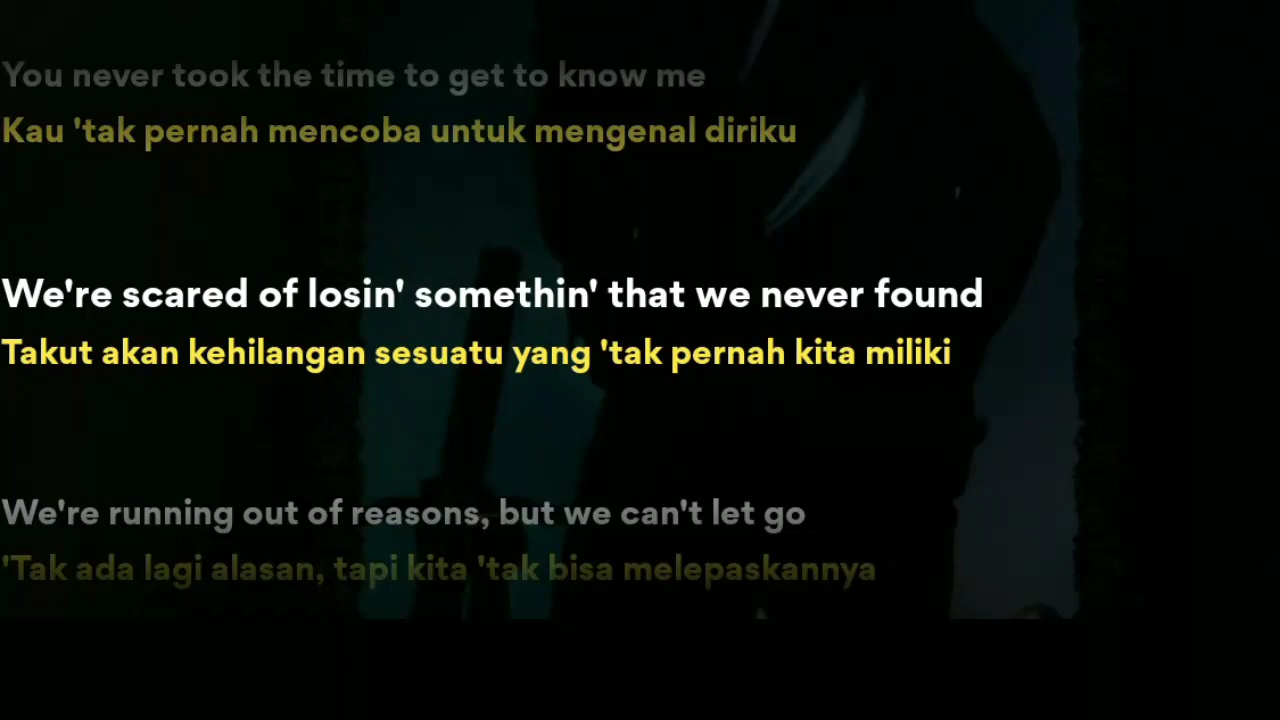 You never took the time to get to know me
Kau 'tak pernah mencoba untuk mengenal diriku
We're scared of losin' somethin' that we never found
Takut akan kehilangan sesuatu yang 'tak pernah kita miliki
We're running out of reasons, but we can't let go
'Tak ada lagi alasan, tapi kita 'tak bisa melepaskannya